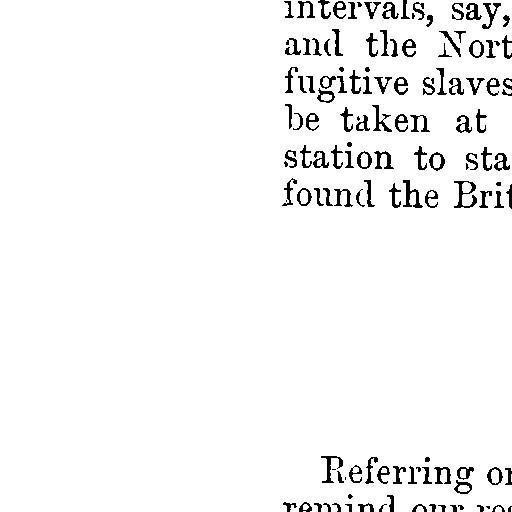 intervals, say,
and the Nort
fugitive slaves
be taken at
station to sta
found the Brit
Referring or
remind our res